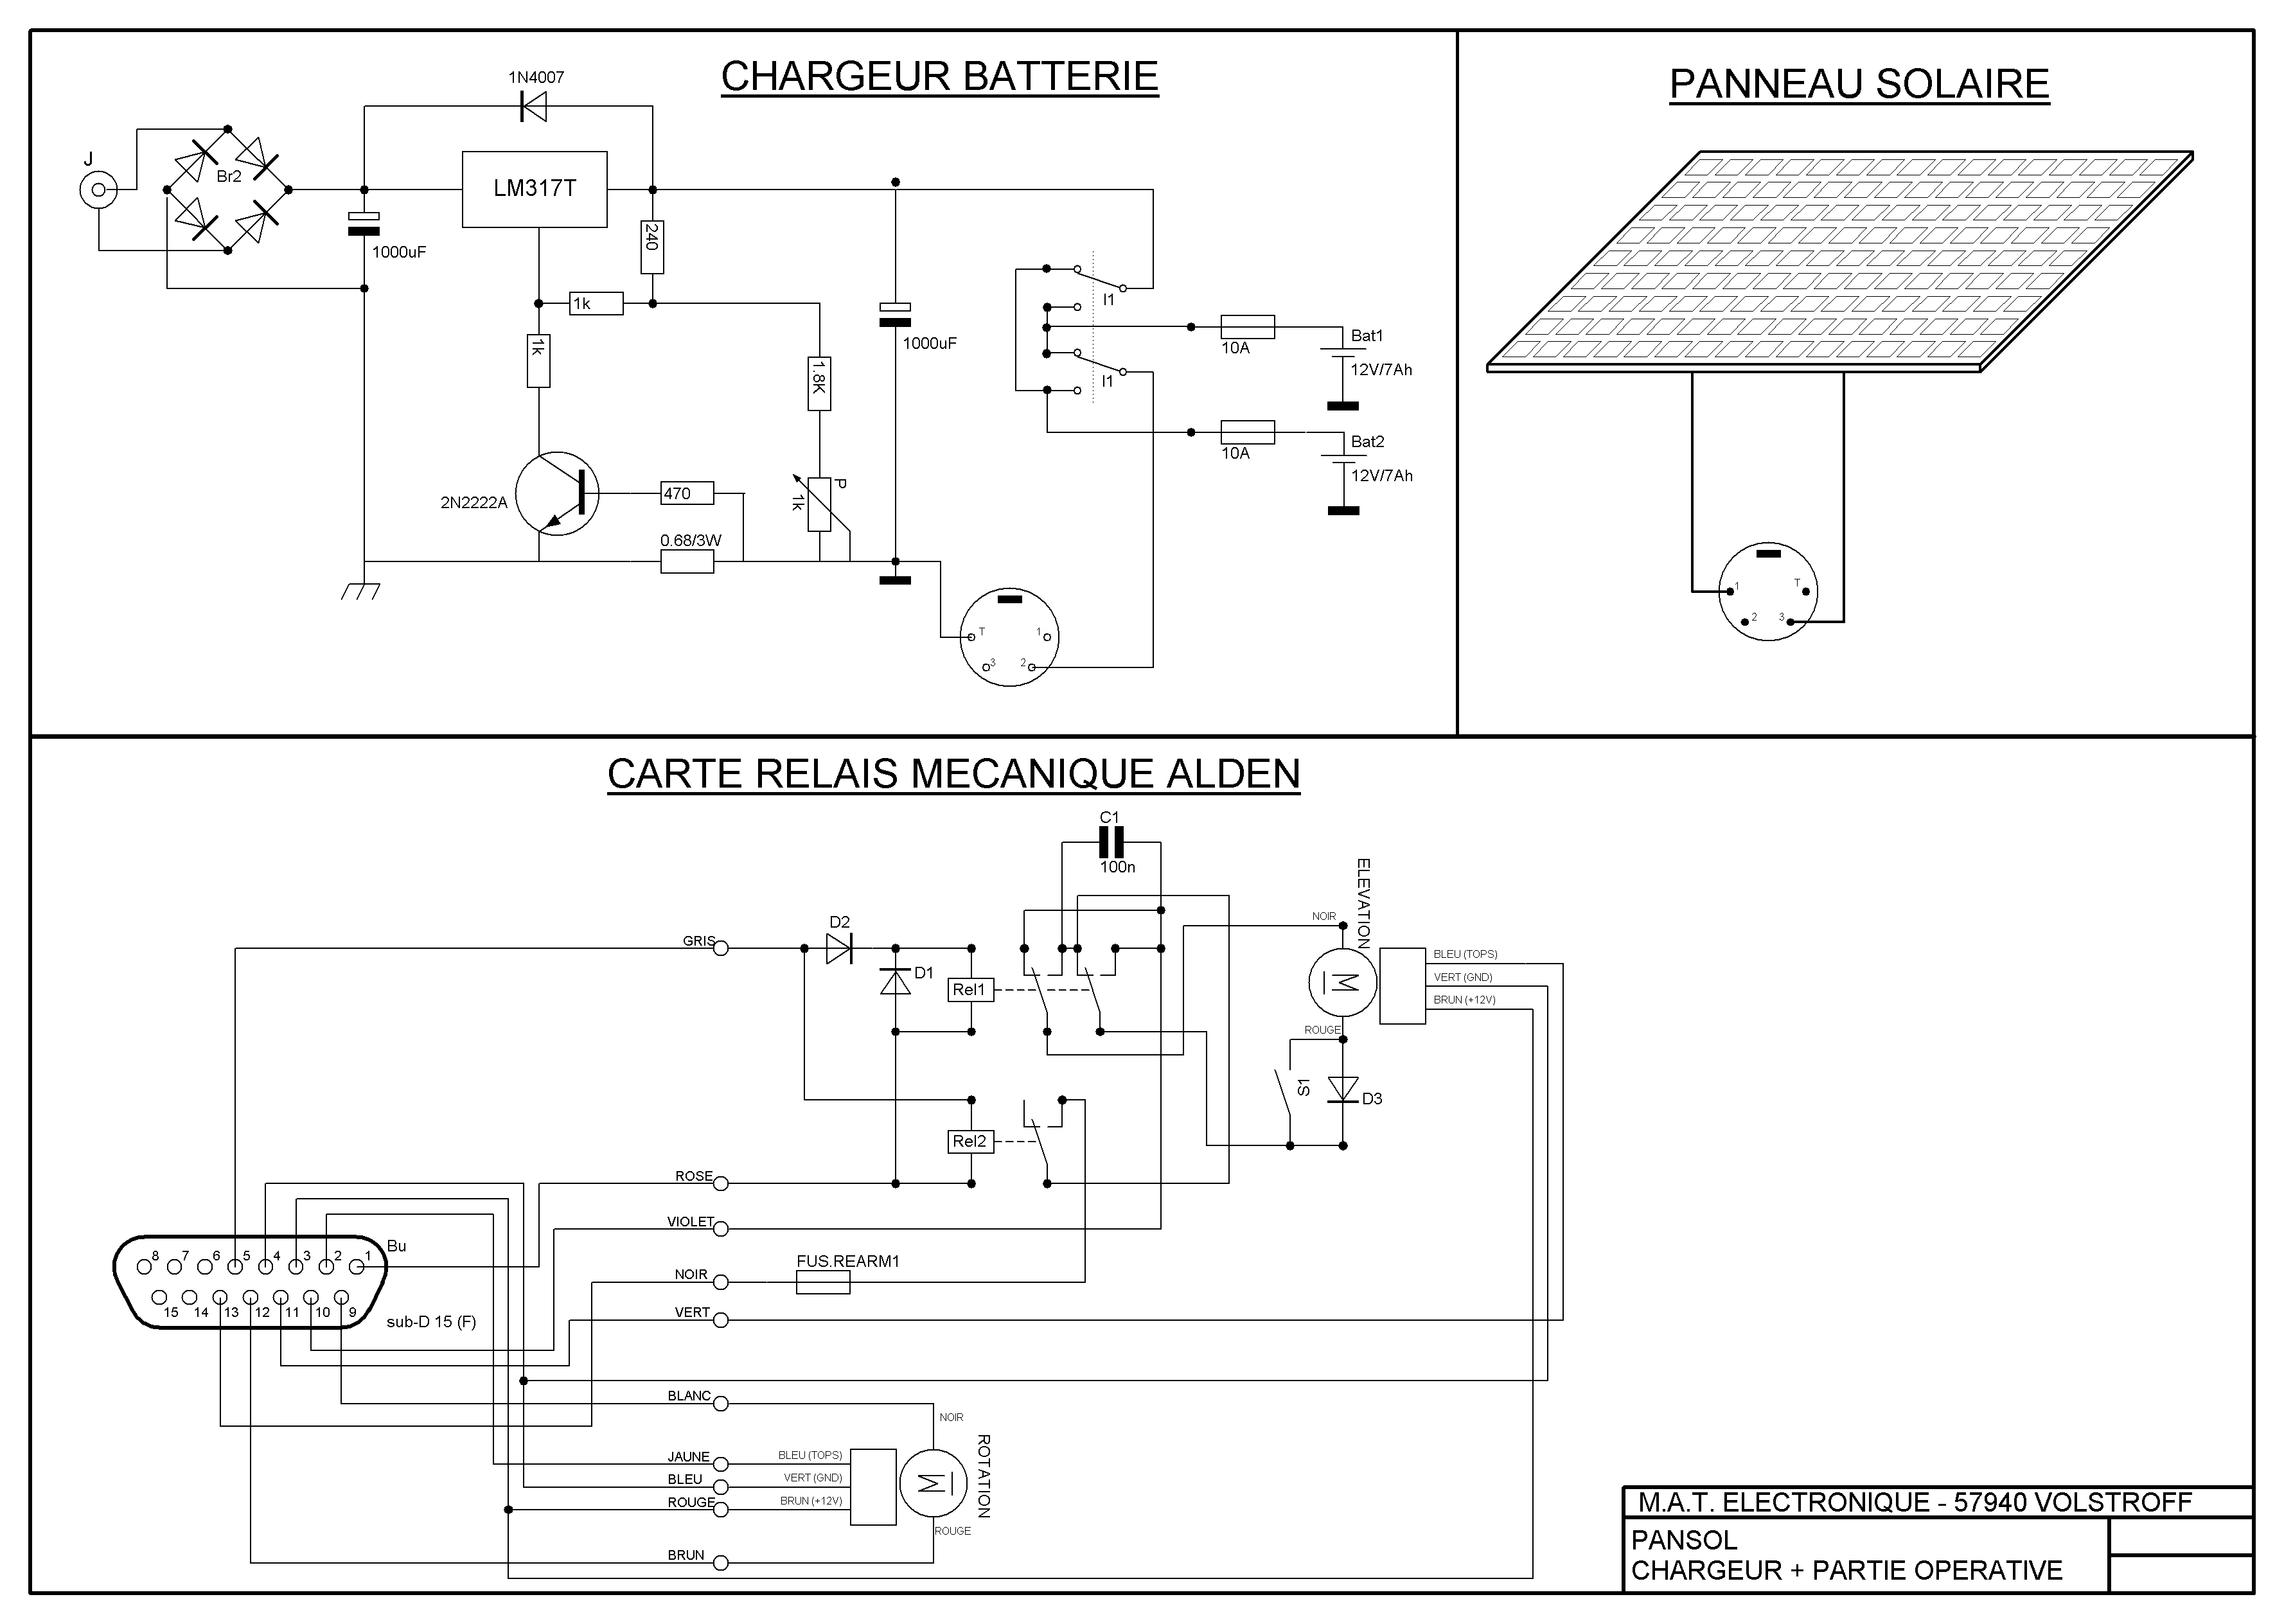 CHARGEUR BATTERIE
1N4007
J
Br2
LM317T
1000uF
240
1k
1k
1.8K
1000uF
2N2222A
470
P
1k
0.68/3W
I1
I1
10A
Bat1
12V/7Ah
10A
Bat2
12V/7Ah
T
1
3
2
PANNEAU SOLAIRE
1
T
2
3
CARTE RELAIS MECANIQUE ALDEN
C1
100n
ELEVATION
NOIR
GRIS
D2
D1
Rel1
M
BLEU (TOPS)
VERT (GND)
BRUN (+12V)
ROUGE
S1
D3
Rel2
ROSE
VIOLET
Bu
8 7 6 5 4 3 2 1
15 14 13 12 11 10 9
sub-D 15 (F)
FUS.REARM1
NOIR
VERT
BLANC
NOIR
ROTATION
M
JAUNE
BLEU (TOPS)
BLEU
VERT (GND)
ROUGE
BRUN (+12V)
ROUGE
BRUN
M.A.T. ELECTRONIQUE - 57940 VOLSTROFF
PANSOL
CHARGEUR + PARTIE OPERATIVE